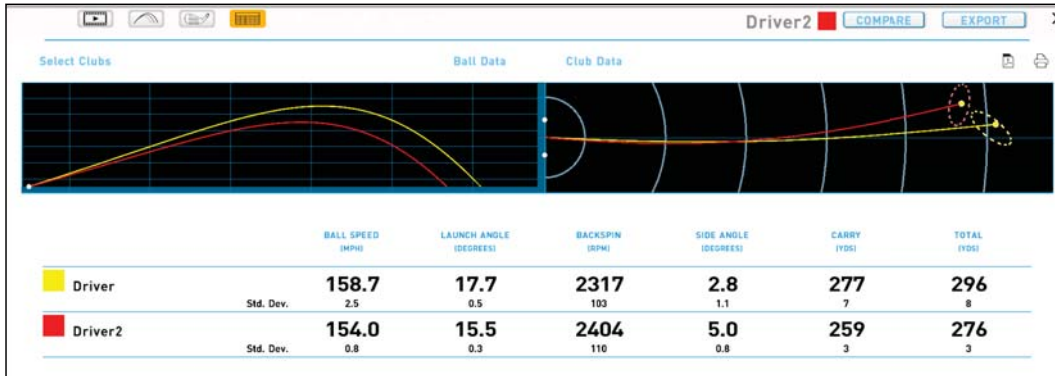 Driver2 COMPARE EXPORT
Select Clubs Ball Data Club Data
BALL SPEED LAUNCH ANGLE BACKSPIN SIDE ANGLE CARRY TOTAL
(MPH) (DEGREES) (RPM) (DEGREES) (YDS) (YDS)
Driver 158.7 17.7 2317 2.8 277 296
Std. Dev. 2.5 0.5 103 1.1 7 8
Driver2 154.0 15.5 2404 5.0 259 276
Std. Dev. 0.8 0.3 110 0.8 3 3